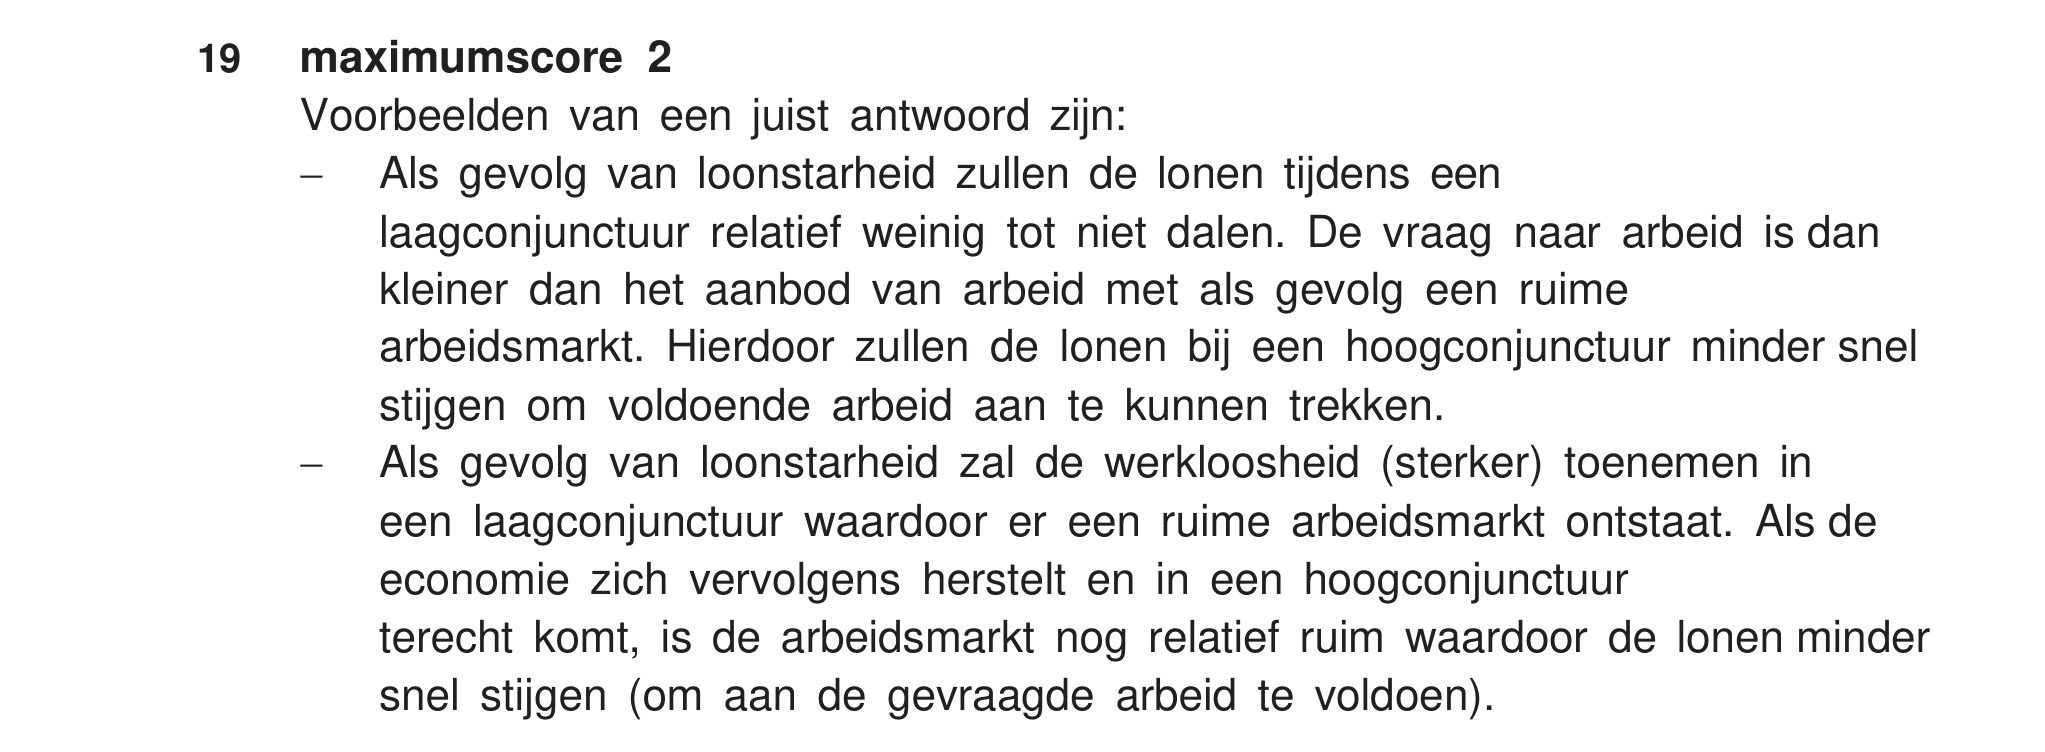 19 maximumscore 2
Voorbeelden van een juist antwoord zijn:
− Als gevolg van loonstarheid zullen de lonen tijdens een
laagconjunctuur relatief weinig tot niet dalen. De vraag naar arbeid is dan
kleiner dan het aanbod van arbeid met als gevolg een ruime
arbeidsmarkt. Hierdoor zullen de lonen bij een hoogconjunctuur minder snel
stijgen om voldoende arbeid aan te kunnen trekken.
− Als gevolg van loonstarheid zal de werkloosheid (sterker) toenemen in
een laagconjunctuur waardoor er een ruime arbeidsmarkt ontstaat. Als de
economie zich vervolgens herstelt en in een hoogconjunctuur
terecht komt, is de arbeidsmarkt nog relatief ruim waardoor de lonen minder
snel stijgen (om aan de gevraagde arbeid te voldoen).